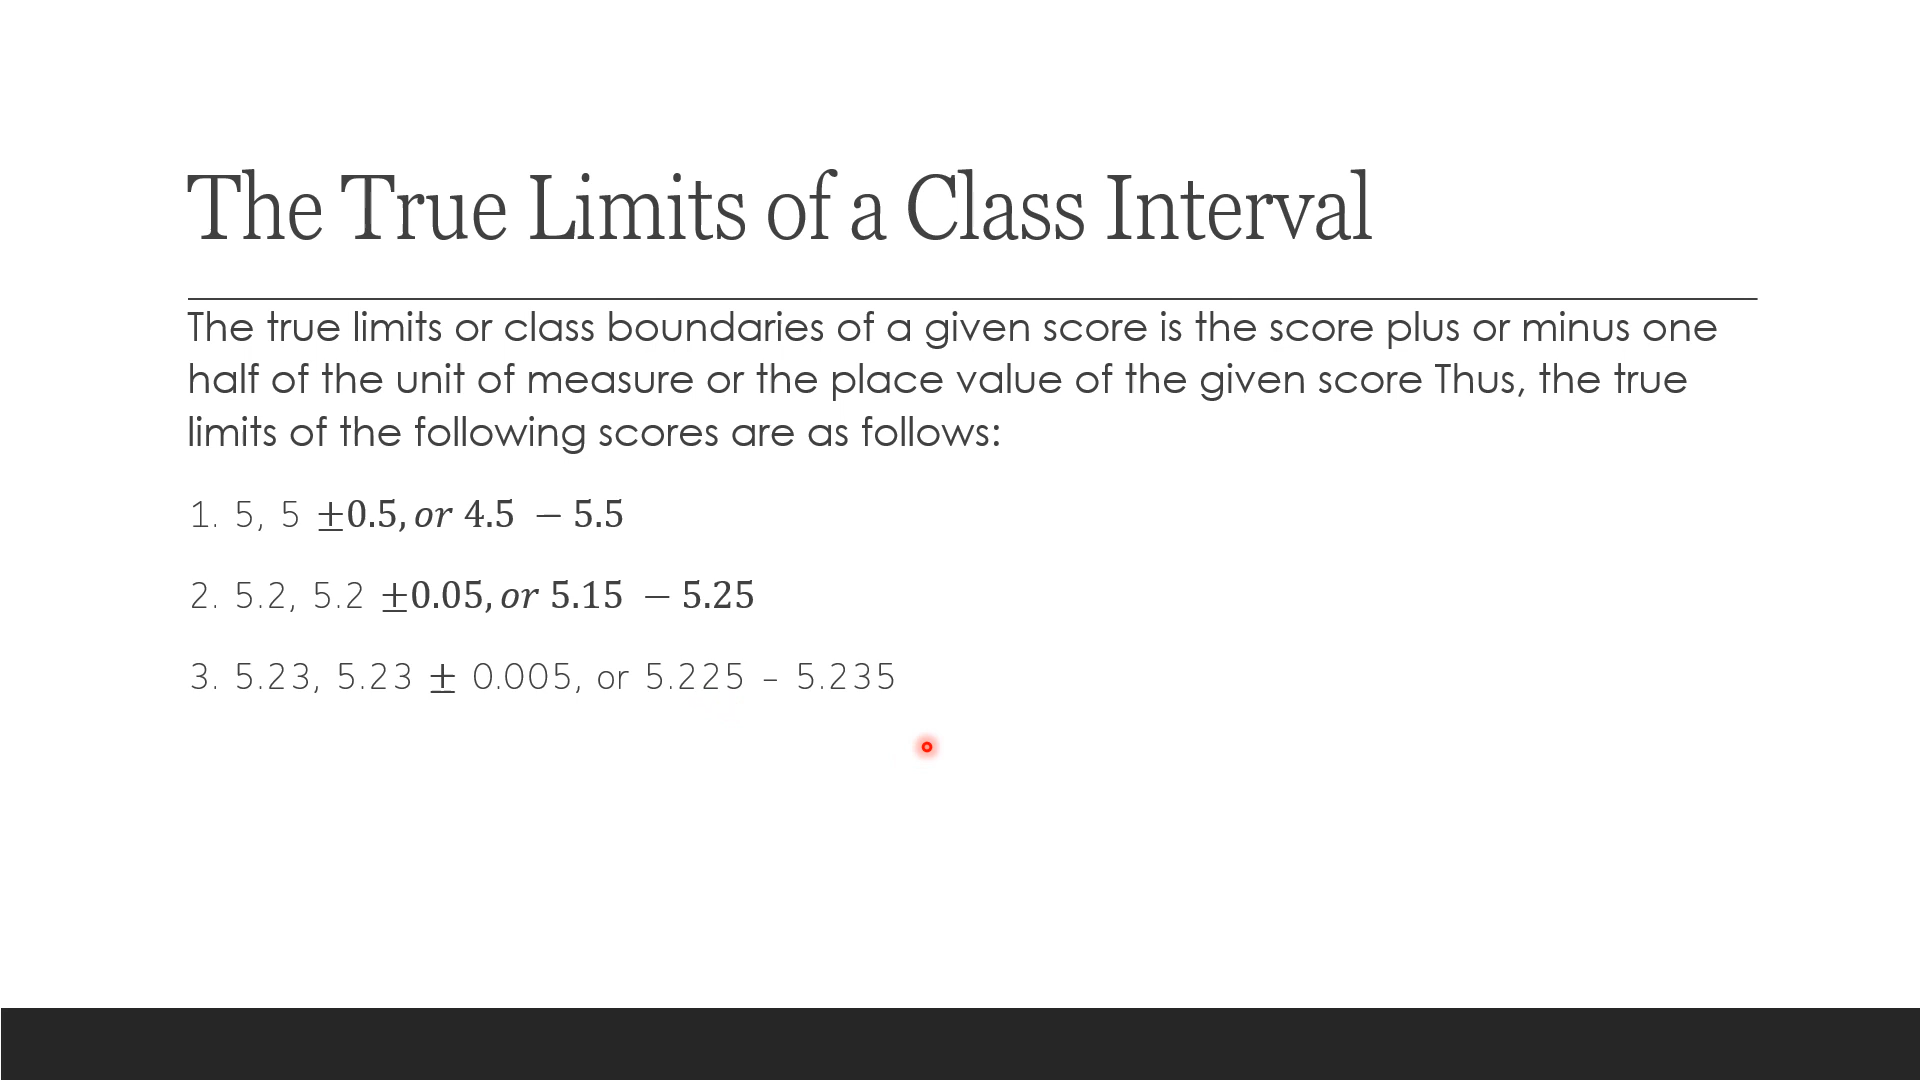 The True Limits of a Class Interval
The true limits or class boundaries of a given score is the score plus or minus one
half of the unit of measure or the place value of the given score Thus, the true
limits of the following scores are as follows:
1. 5, 5 ±0.5, or 4.5 − 5.5
2. 5.2, 5.2 ±0.05, or 5.15 − 5.25
3. 5.23, 5.23 ± 0.005, or 5.225 – 5.235